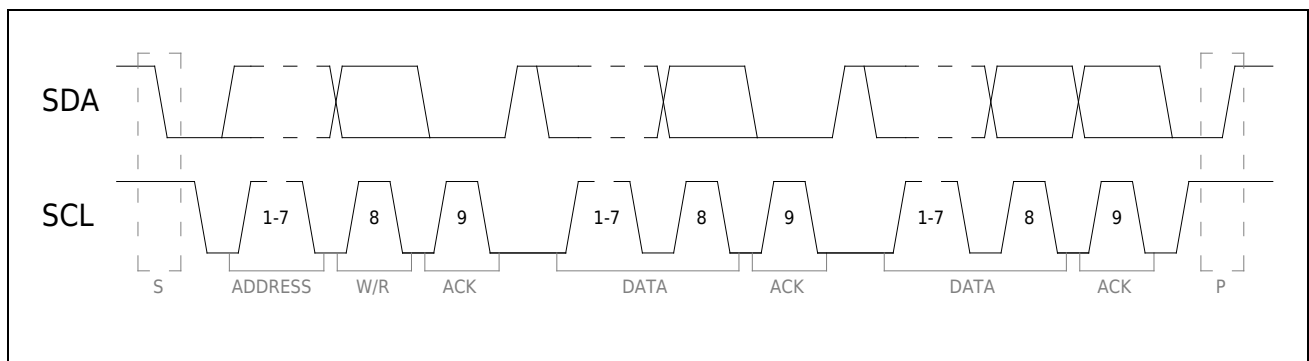 SDA
SCL
1-7 8 9 1-7 8 9 1-7 8 9
S ADDRESS W/R ACK DATA ACK DATA ACK P